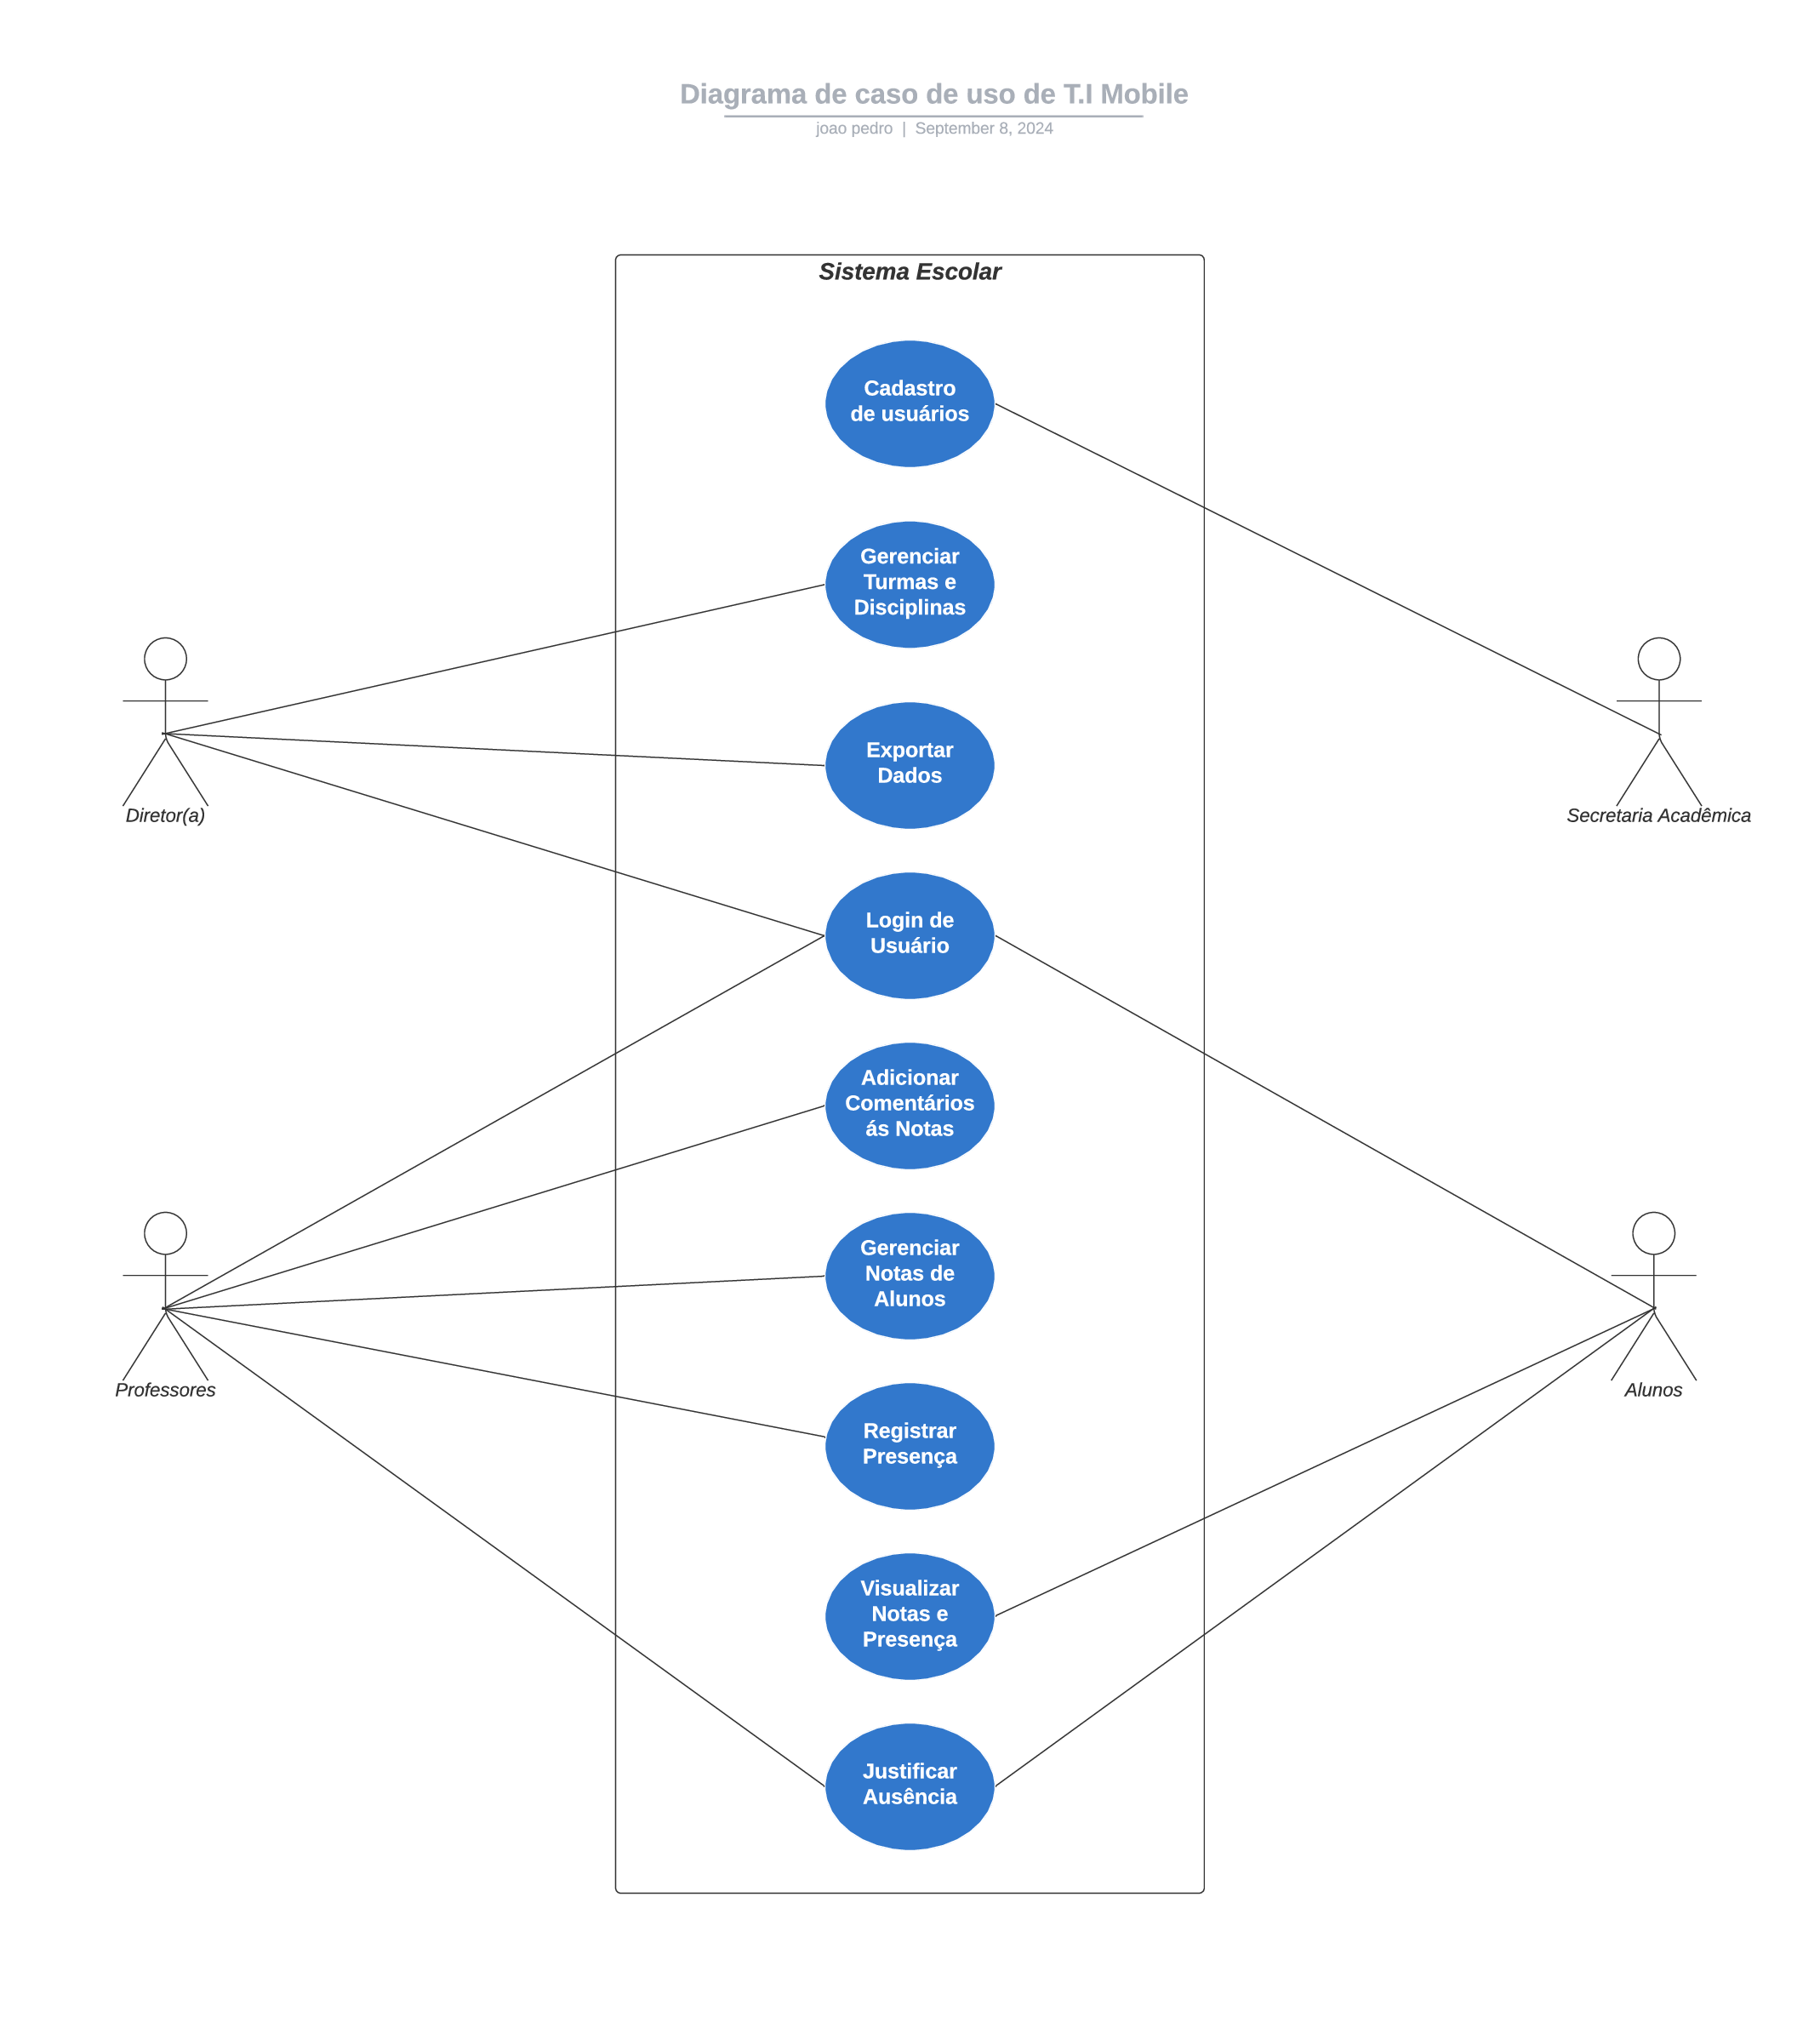 Diagrama de caso de uso de T.I Mobile
joao pedro | September 8, 2024
Sistema Escolar
Cadastro
de usuários
Gerenciar
Turmas e
Disciplinas
Exportar
Dados
Diretor(a)
Secretaria Acadêmica
Login de
Usuário
Adicionar
Comentários
ás Notas
Gerenciar
Notas de
Alunos
Professores
Alunos
Registrar
Presença
Visualizar
Notas e
Presença
Justificar
Ausência